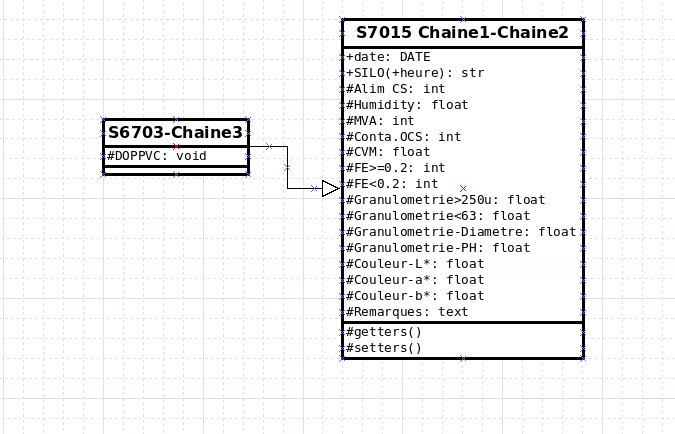 S7015 Chaine1-Chaine2
+date: DATE
+SILO(+heure): str
#Alim CS: int
#Humidity: float
#MVA: int
#Conta.OCS: int
#CVM: float
#FE>=0.2: int
#FE<0.2: int
#Granulometrie>250u: float
#Granulometrie<63: float
#Granulometrie-Diametre: float
#Granulometrie-PH: float
#Couleur-L*: float
#Couleur-a*: float
#Couleur-b*: float
#Remarques: text
#getters()
#setters()
S6703-Chaine3
#DOPPVC: void